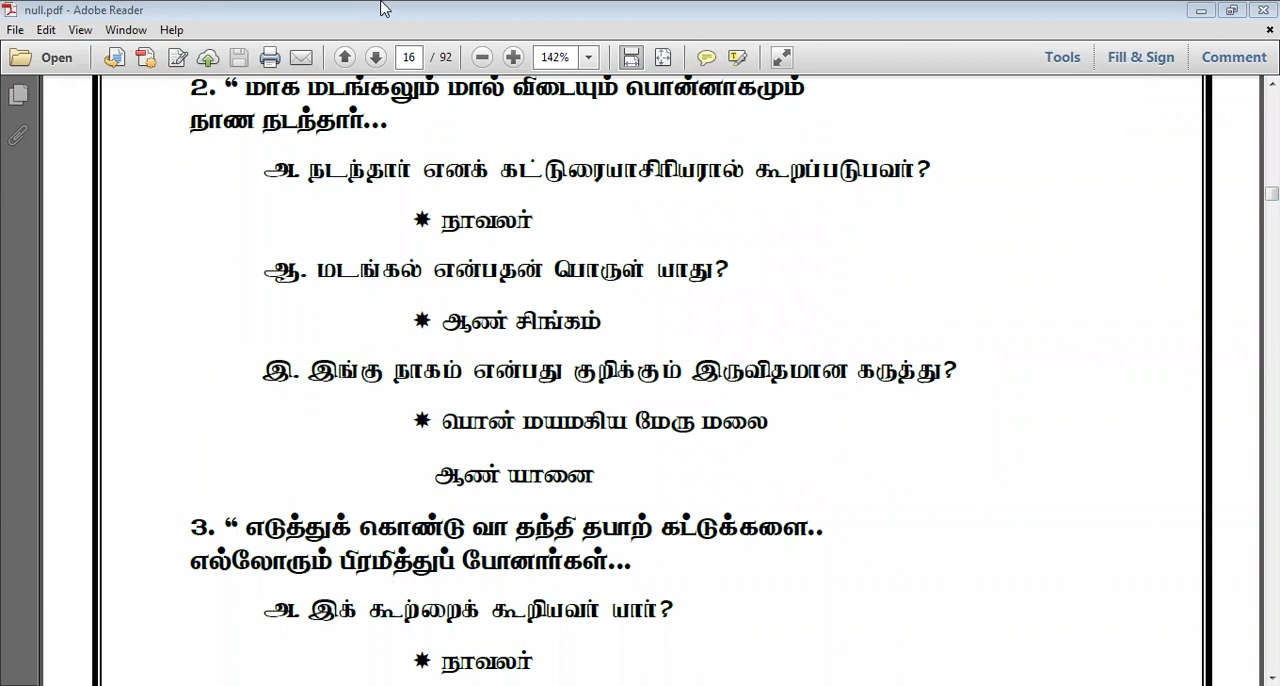 null.pdf - Adobe Reader
File Edit View Window Help
Open 16 / 92 142% Tools Fill & Sign Comment
2. “ மாக மடங்கலும் மால் விடையும் பொன்னாகமும்
நாண நடந்தார்...
அ. நடந்தார் எனக் கட்டுரையாசிரியரால் கூறப்படுபவர்?
✷ நாவலர்
ஆ. மடங்கல் என்பதன் பொருள் யாது?
✷ ஆண் சிங்கம்
இ. இங்கு நாகம் என்பது குறிக்கும் இருவிதமான கருத்து?
✷ பொன் மயமகிய மேரு மலை
ஆண் யானை
3. “ எடுத்துக் கொண்டு வா தந்தி தபாற் கட்டுக்களை..
எல்லோரும் பிரமித்துப் போனார்கள்...
அ. இக் கூற்றைக் கூறியவர் யார்?
✷ நாவலர்